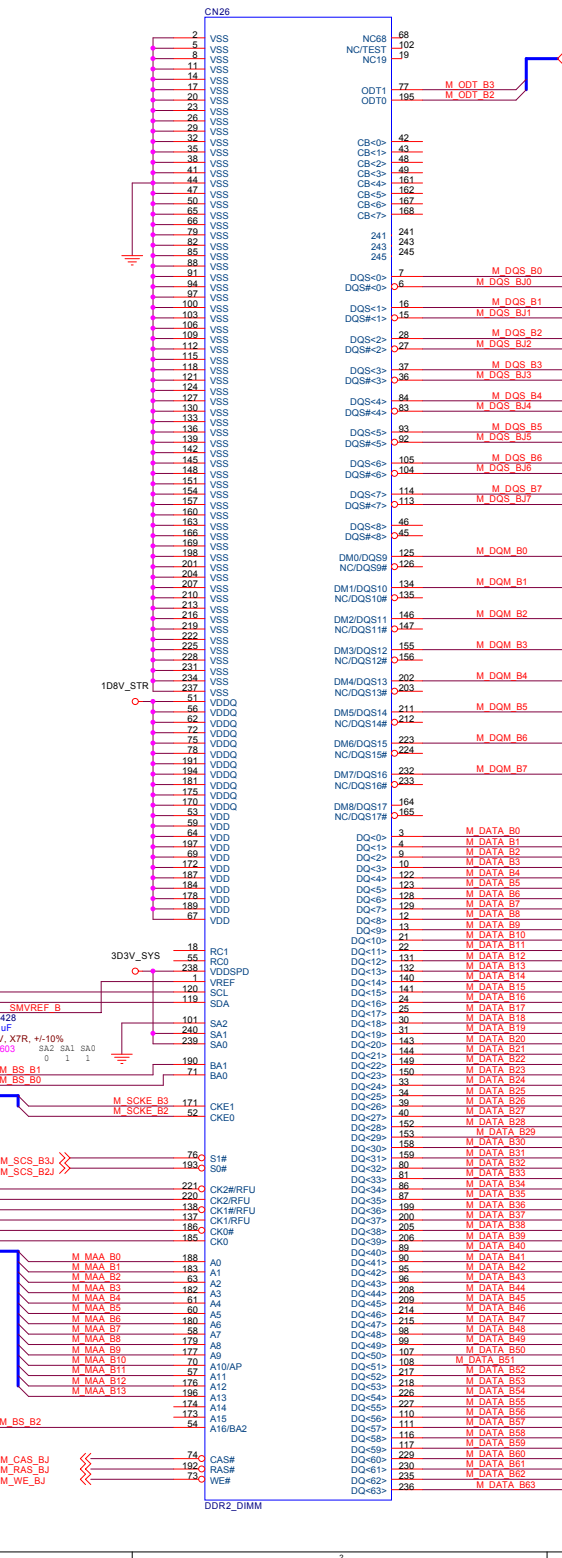 CN26
2 VSS
5 VSS
8 VSS
11 VSS
14 VSS
17 VSS
20 VSS
23 VSS
26 VSS
29 VSS
32 VSS
35 VSS
38 VSS
41 VSS
44 VSS
47 VSS
50 VSS
65 VSS
66 VSS
79 VSS
82 VSS
85 VSS
88 VSS
91 VSS
94 VSS
97 VSS
100 VSS
103 VSS
106 VSS
109 VSS
112 VSS
115 VSS
118 VSS
121 VSS
124 VSS
127 VSS
130 VSS
133 VSS
136 VSS
139 VSS
142 VSS
145 VSS
148 VSS
151 VSS
154 VSS
157 VSS
160 VSS
163 VSS
166 VSS
169 VSS
198 VSS
201 VSS
204 VSS
207 VSS
210 VSS
213 VSS
216 VSS
219 VSS
222 VSS
225 VSS
228 VSS
231 VSS
234 VSS
237 VSS
1D8V_STR
51 VDDQ
56 VDDQ
62 VDDQ
72 VDDQ
75 VDDQ
78 VDDQ
191 VDDQ
194 VDDQ
181 VDDQ
175 VDDQ
170 VDDQ
53 VDD
59 VDD
64 VDD
197 VDD
69 VDD
172 VDD
187 VDD
184 VDD
178 VDD
189 VDD
67 VDD
18 RC1
3D3V_SYS
55 RC0
238 VDDSPD
1 VREF
120 SCL
119 SDA
SMVREF_B
428
uF
V, X7R, +/-10%
603
SA2 SA1 SA0
0 1 1
101 SA2
240 SA1
239 SA0
M_BS_B1 190 BA1
M_BS_B0 71 BA0
M_SCKE_B3 171 CKE1
M_SCKE_B2 52 CKE0
M_SCS_B3J 76 S1#
M_SCS_B2J 193 S0#
221 CK2#/RFU
220 CK2/RFU
138 CK1#/RFU
137 CK1/RFU
186 CK0#
185 CK0
M_MAA_B0 188 A0
M_MAA_B1 183 A1
M_MAA_B2 63 A2
M_MAA_B3 182 A3
M_MAA_B4 61 A4
M_MAA_B5 60 A5
M_MAA_B6 180 A6
M_MAA_B7 58 A7
M_MAA_B8 179 A8
M_MAA_B9 177 A9
M_MAA_B10 70 A10/AP
M_MAA_B11 57 A11
M_MAA_B12 176 A12
M_MAA_B13 196 A13
174 A14
173 A15
M_BS_B2 54 A16/BA2
M_CAS_BJ 74 CAS#
M_RAS_BJ 192 RAS#
M_WE_BJ 73 WE#
NC68 68
NC/TEST 102
NC19 19
ODT1 77 M_ODT_B3
ODT0 195 M_ODT_B2
CB<0> 42
CB<1> 43
CB<2> 48
CB<3> 49
CB<4> 161
CB<5> 162
CB<6> 167
CB<7> 168
241 241
243 243
245 245
DQS<0> 7 M_DQS_B0
DQS#<0> 6 M_DQS_BJ0
DQS<1> 16 M_DQS_B1
DQS#<1> 15 M_DQS_BJ1
DQS<2> 28 M_DQS_B2
DQS#<2> 27 M_DQS_BJ2
DQS<3> 37 M_DQS_B3
DQS#<3> 36 M_DQS_BJ3
DQS<4> 84 M_DQS_B4
DQS#<4> 83 M_DQS_BJ4
DQS<5> 93 M_DQS_B5
DQS#<5> 92 M_DQS_BJ5
DQS<6> 105 M_DQS_B6
DQS#<6> 104 M_DQS_BJ6
DQS<7> 114 M_DQS_B7
DQS#<7> 113 M_DQS_BJ7
DQS<8> 46
DQS#<8> 45
DM0/DQS9 125 M_DQM_B0
NC/DQS9# 126
DM1/DQS10 134 M_DQM_B1
NC/DQS10# 135
DM2/DQS11 146 M_DQM_B2
NC/DQS11# 147
DM3/DQS12 155 M_DQM_B3
NC/DQS12# 156
DM4/DQS13 202 M_DQM_B4
NC/DQS13# 203
DM5/DQS14 211 M_DQM_B5
NC/DQS14# 212
DM6/DQS15 223 M_DQM_B6
NC/DQS15# 224
DM7/DQS16 232 M_DQM_B7
NC/DQS16# 233
DM8/DQS17 164
NC/DQS17# 165
DQ<0> 3 M_DATA_B0
DQ<1> 4 M_DATA_B1
DQ<2> 9 M_DATA_B2
DQ<3> 10 M_DATA_B3
DQ<4> 122 M_DATA_B4
DQ<5> 123 M_DATA_B5
DQ<6> 128 M_DATA_B6
DQ<7> 129 M_DATA_B7
DQ<8> 12 M_DATA_B8
DQ<9> 13 M_DATA_B9
DQ<10> 21 M_DATA_B10
DQ<11> 22 M_DATA_B11
DQ<12> 131 M_DATA_B12
DQ<13> 132 M_DATA_B13
DQ<14> 140 M_DATA_B14
DQ<15> 141 M_DATA_B15
DQ<16> 24 M_DATA_B16
DQ<17> 25 M_DATA_B17
DQ<18> 30 M_DATA_B18
DQ<19> 31 M_DATA_B19
DQ<20> 143 M_DATA_B20
DQ<21> 144 M_DATA_B21
DQ<22> 149 M_DATA_B22
DQ<23> 150 M_DATA_B23
DQ<24> 33 M_DATA_B24
DQ<25> 34 M_DATA_B25
DQ<26> 39 M_DATA_B26
DQ<27> 40 M_DATA_B27
DQ<28> 152 M_DATA_B28
DQ<29> 153 M_DATA_B29
DQ<30> 158 M_DATA_B30
DQ<31> 159 M_DATA_B31
DQ<32> 80 M_DATA_B32
DQ<33> 81 M_DATA_B33
DQ<34> 86 M_DATA_B34
DQ<35> 87 M_DATA_B35
DQ<36> 199 M_DATA_B36
DQ<37> 200 M_DATA_B37
DQ<38> 205 M_DATA_B38
DQ<39> 206 M_DATA_B39
DQ<40> 89 M_DATA_B40
DQ<41> 90 M_DATA_B41
DQ<42> 95 M_DATA_B42
DQ<43> 96 M_DATA_B43
DQ<44> 208 M_DATA_B44
DQ<45> 209 M_DATA_B45
DQ<46> 214 M_DATA_B46
DQ<47> 215 M_DATA_B47
DQ<48> 98 M_DATA_B48
DQ<49> 99 M_DATA_B49
DQ<50> 107 M_DATA_B50
DQ<51> 108 M_DATA_B51
DQ<52> 217 M_DATA_B52
DQ<53> 218 M_DATA_B53
DQ<54> 226 M_DATA_B54
DQ<55> 227 M_DATA_B55
DQ<56> 110 M_DATA_B56
DQ<57> 111 M_DATA_B57
DQ<58> 116 M_DATA_B58
DQ<59> 117 M_DATA_B59
DQ<60> 229 M_DATA_B60
DQ<61> 230 M_DATA_B61
DQ<62> 235 M_DATA_B62
DQ<63> 236 M_DATA_B63
DDR2_DIMM